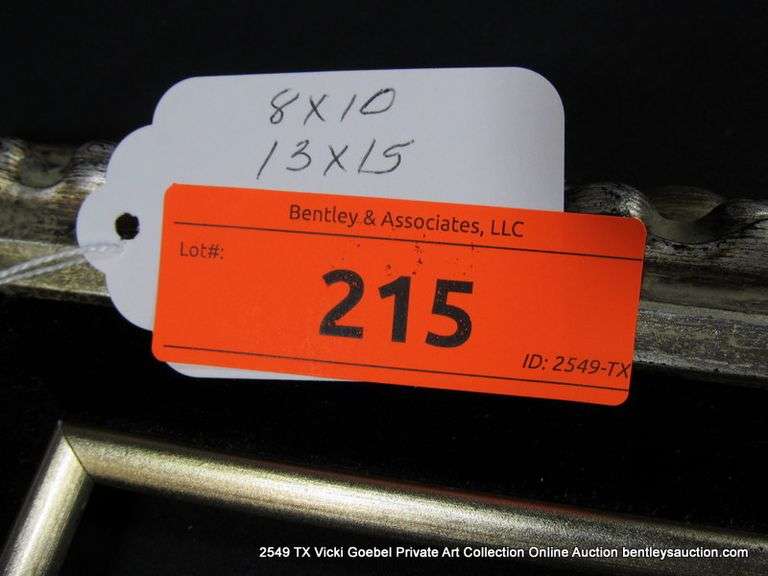 8X10
13X15
Bentley & Associates, LLC
Lot#:
215
ID: 2549-TX
2549 TX Vicki Goebel Private Art Collection Online Auction bentleysauction.com